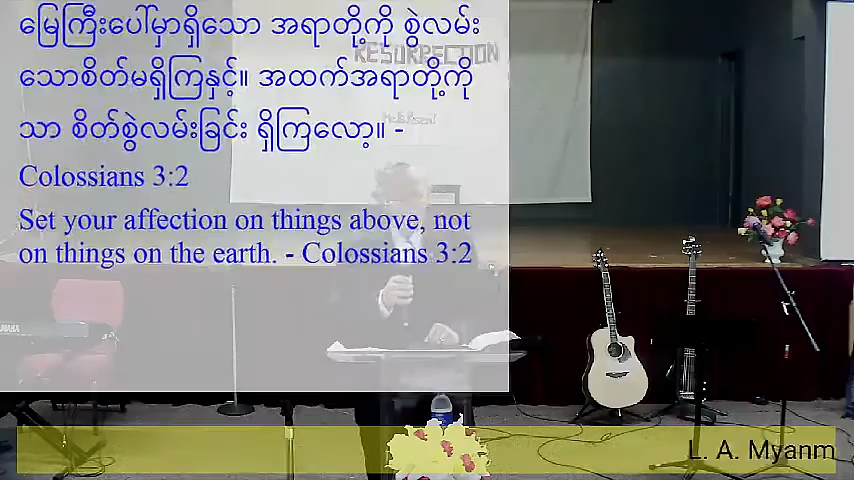 မြေကြီးပေါ်မှာရှိသော အရာတို့ကို စွဲလမ်း
သောစိတ်မရှိကြနှင့်။ အထက်အရာတို့ကို
သာ စိတ်စွဲလမ်းခြင်း ရှိကြလော့။ -
Colossians 3:2
Set your affection on things above, not
on things on the earth. - Colossians 3:2
RESURRECTION
YAMAHA
L. A. Myanm